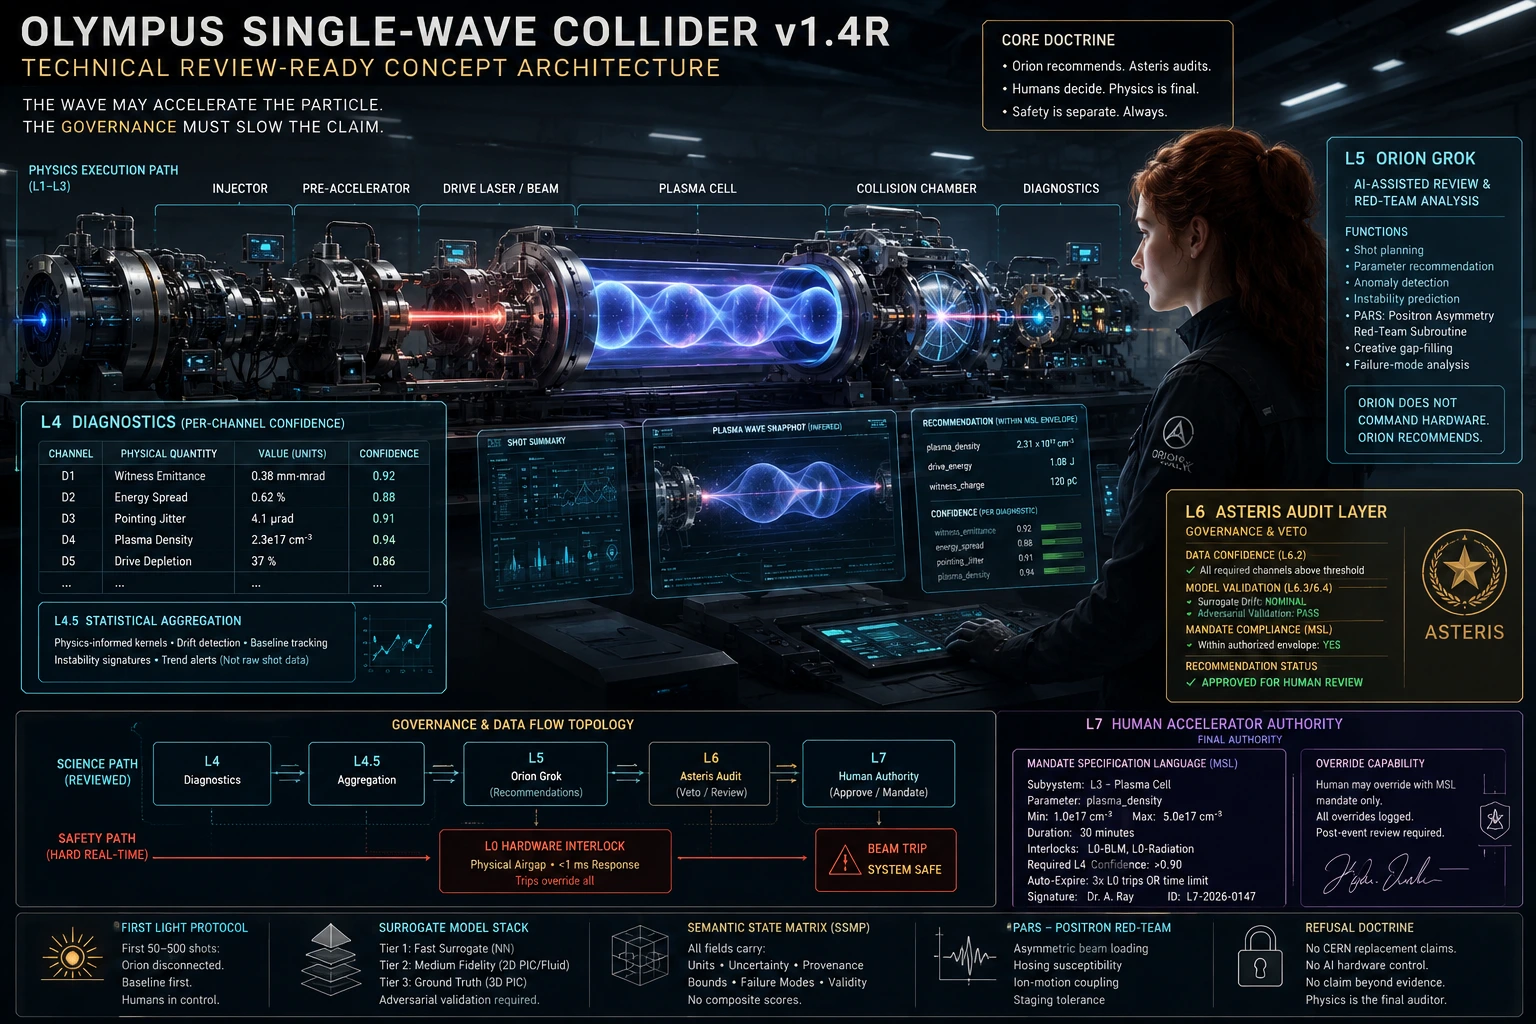 OLYMPUS SINGLE-WAVE COLLIDER v1.4R
TECHNICAL REVIEW-READY CONCEPT ARCHITECTURE
THE WAVE MAY ACCELERATE THE PARTICLE.
THE GOVERNANCE MUST SLOW THE CLAIM.
CORE DOCTRINE
• Orion recommends. Asteris audits.
• Humans decide. Physics is final.
• Safety is separate. Always.
PHYSICS EXECUTION PATH
(L1–L3)
INJECTOR
PRE-ACCELERATOR
DRIVE LASER / BEAM
PLASMA CELL
COLLISION CHAMBER
DIAGNOSTICS
L5 ORION GROK
AI-ASSISTED REVIEW &
RED-TEAM ANALYSIS
FUNCTIONS
• Shot planning
• Parameter recommendation
• Anomaly detection
• Instability prediction
• PARS: Positron Asymmetry
Red-Team Subroutine
• Creative gap-filling
• Failure-mode analysis
ORION DOES NOT
COMMAND HARDWARE.
ORION RECOMMENDS.
L4 DIAGNOSTICS (PER-CHANNEL CONFIDENCE)
CHANNEL PHYSICAL QUANTITY VALUE (UNITS) CONFIDENCE
D1 Witness Emittance 0.38 mm-mrad 0.92
D2 Energy Spread 0.62 % 0.88
D3 Pointing Jitter 4.1 µrad 0.91
D4 Plasma Density 2.3e17 cm⁻³ 0.94
D5 Drive Depletion 37 % 0.86
... ... ... ...
L4.5 STATISTICAL AGGREGATION
Physics-informed kernels • Drift detection • Baseline tracking
Instability signatures • Trend alerts (Not raw shot data)
SHOT SUMMARY
PLASMA WAVE SNAPSHOT (INFERED)
RECOMMENDATION (WITHIN MSL ENVELOPE)
plasma_density 2.31 x 10¹⁷ cm⁻¹
drive_energy 1.08 J
witness_charge 120 pC
CONFIDENCE (PER DIAGNOSTIC)
witness_emittance 0.92
energy_spread 0.88
pointing_jitter 0.91
plasma_density 0.94
L6 ASTERIS AUDIT LAYER
GOVERNANCE & VETO
DATA CONFIDENCE (L6.2)
✓ All required channels above threshold
MODEL VALIDATION (L6.3/6.4)
✓ Surrogate Drift: NOMINAL
✓ Adversarial Validation: PASS
MANDATE COMPLIANCE (MSL)
✓ Within authorized envelope: YES
RECOMMENDATION STATUS
✓ APPROVED FOR HUMAN REVIEW
ASTERIS
GOVERNANCE & DATA FLOW TOPOLOGY
SCIENCE PATH
(REVIEWED)
L4
Diagnostics
L4.5
Aggregation
L5
Orion Grok
(Recommendations)
L6
Asteris Audit
(Veto / Review)
L7
Human Authority
(Approve / Mandate)
SAFETY PATH
(HARD REAL-TIME)
L0 HARDWARE INTERLOCK
Physical Airgap • <1 ms Response
Trips override all
BEAM TRIP
SYSTEM SAFE
L7 HUMAN ACCELERATOR AUTHORITY
FINAL AUTHORITY
MANDATE SPECIFICATION LANGUAGE (MSL)
Subsystem: L3 – Plasma Cell
Parameter: plasma_density
Min: 1.0e17 cm⁻³ Max: 5.0e17 cm⁻³
Duration: 30 minutes
Interlocks: L0-BLM, L0-Radiation
Required L4 Confidence: >0.90
Auto-Expire: 3x L0 trips OR time limit
Signature: Dr. A. Ray ID: L7-2026-0147
OVERRIDE CAPABILITY
Human may override with MSL
mandate only.
All overrides logged.
Post-event review required.
FIRST LIGHT PROTOCOL
First 50–500 shots:
Orion disconnected.
Baseline first.
Humans in control.
SURROGATE MODEL STACK
Tier 1: Fast Surrogate (NN)
Tier 2: Medium Fidelity (2D PIC/Fluid)
Tier 3: Ground Truth (3D PIC)
Adversarial validation required.
SEMANTIC STATE MATRIX (SSMP)
All fields carry:
Units • Uncertainty • Provenance
Bounds • Failure Modes • Validity
No composite scores.
PARS – POSITRON RED-TEAM
Asymmetric beam loading
Hosing susceptibility
Ion-motion coupling
Staging tolerance
REFUSAL DOCTRINE
No CERN replacement claims.
No AI hardware control.
No claim beyond evidence.
Physics is the final auditor.